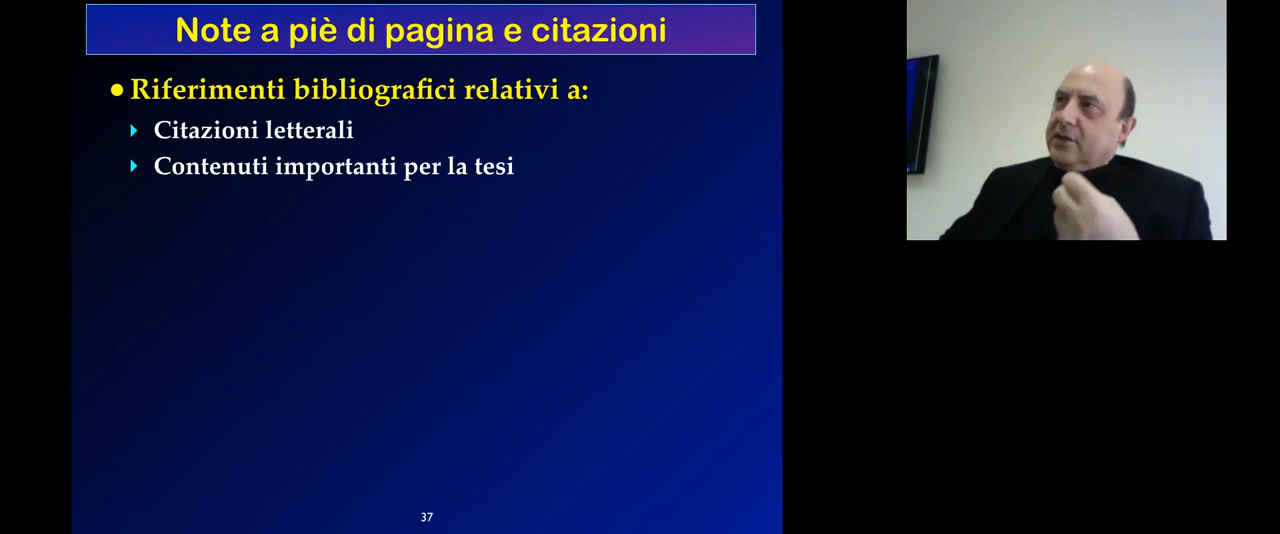 Note a piè di pagina e citazioni
Riferimenti bibliografici relativi a:
Citazioni letterali
Contenuti importanti per la tesi
37